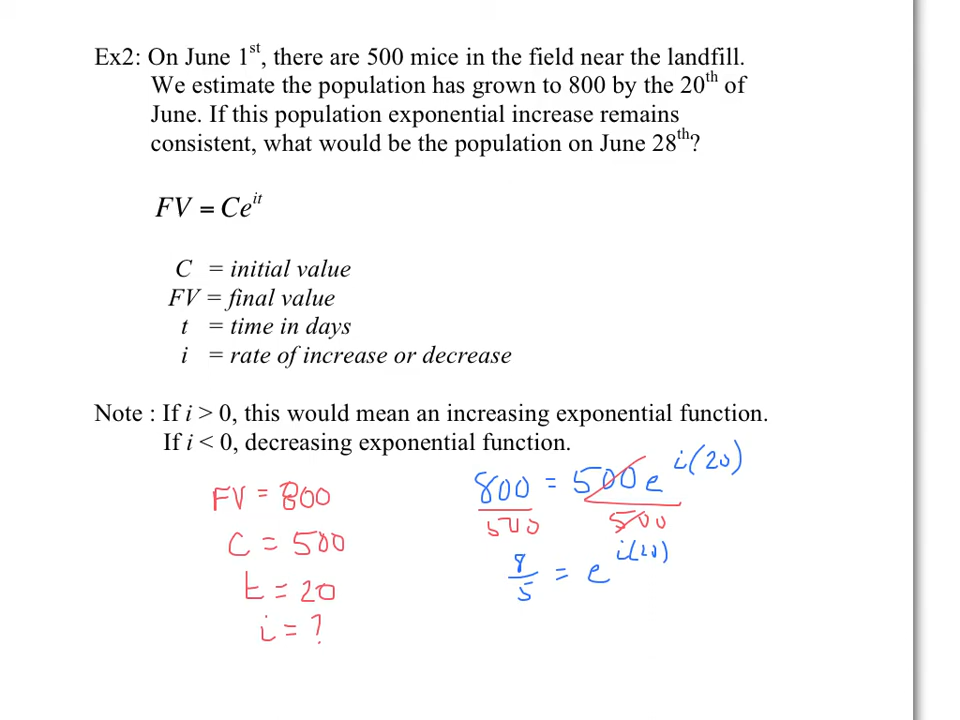 Ex2: On June 1st, there are 500 mice in the field near the landfill.
We estimate the population has grown to 800 by the 20th of
June. If this population exponential increase remains
consistent, what would be the population on June 28th?
FV = Ce^it
C = initial value
FV = final value
t = time in days
i = rate of increase or decrease
Note : If i > 0, this would mean an increasing exponential function.
If i < 0, decreasing exponential function.
FV = 800
C = 500
t = 20
i = ?
800 = 500e^i(20)
500 500
8/5 = e^i(20)